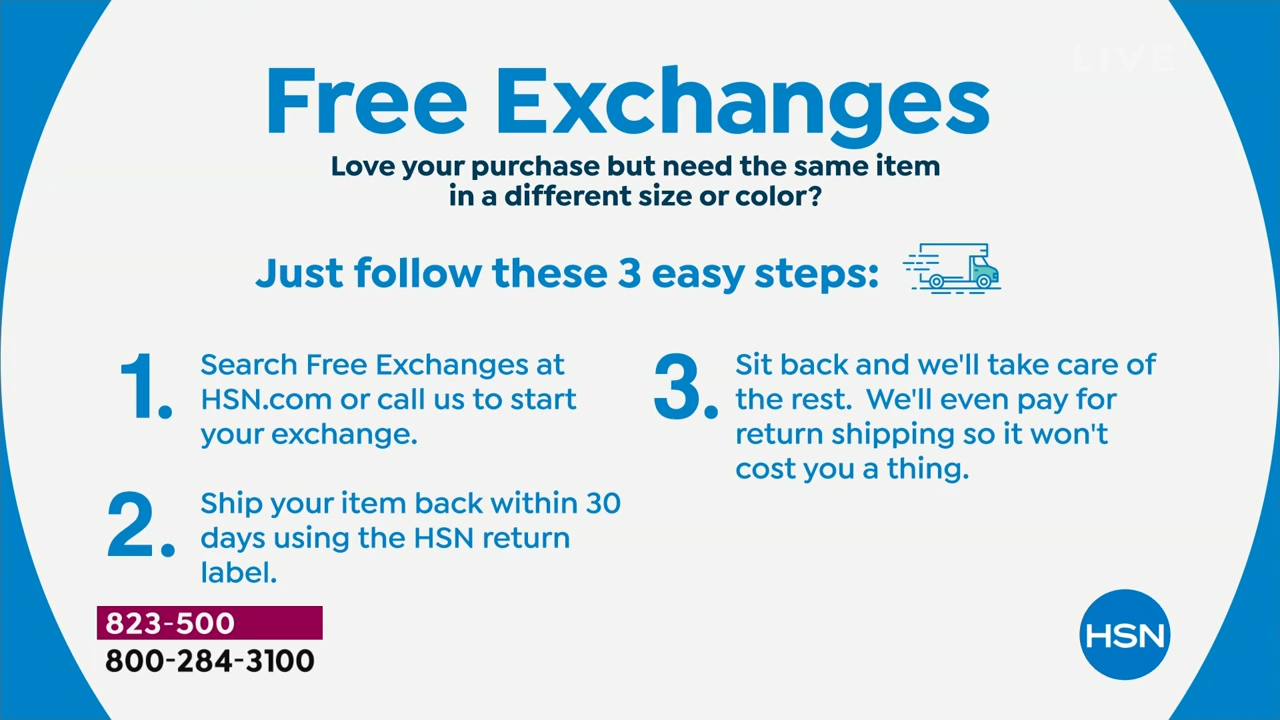 LIVE
Free Exchanges
Love your purchase but need the same item
in a different size or color?
Just follow these 3 easy steps:
1. Search Free Exchanges at
HSN.com or call us to start
your exchange.
2. Ship your item back within 30
days using the HSN return
label.
3. Sit back and we'll take care of
the rest. We'll even pay for
return shipping so it won't
cost you a thing.
823-500
800-284-3100
HSN